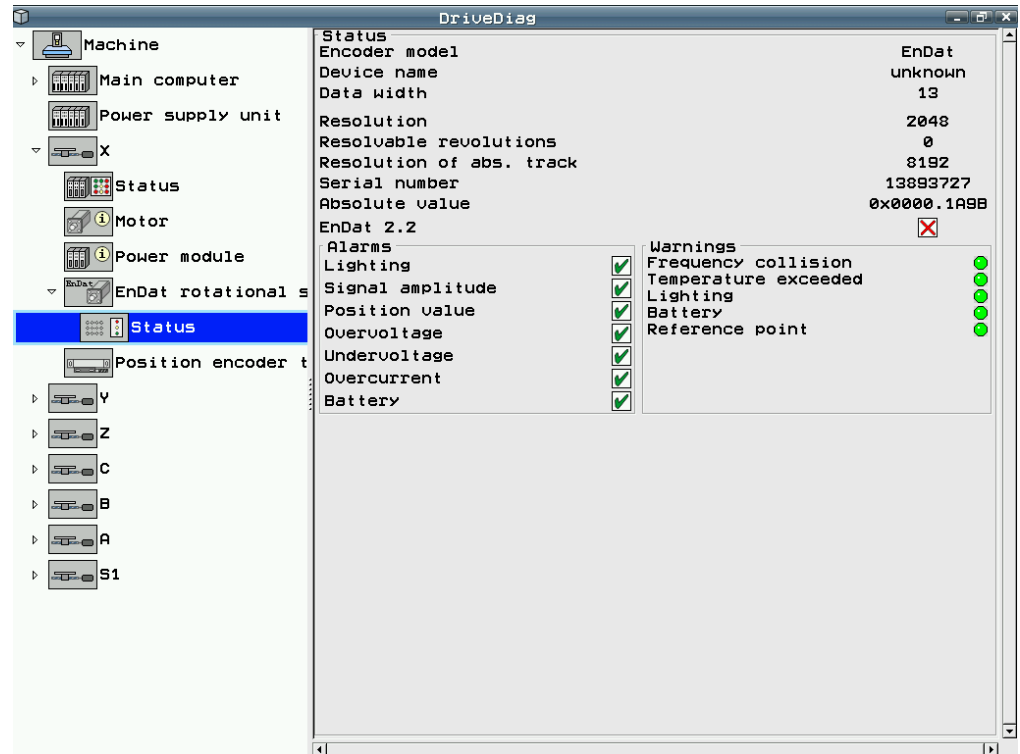 DriveDiag
Machine
Main computer
Power supply unit
X
Status
Motor
Power module
EnDat
EnDat rotational s
Status
Position encoder t
Y
Z
C
B
A
S1
Status
Encoder model EnDat
Device name unknown
Data width 13
Resolution 2048
Resolvable revolutions 0
Resolution of abs. track 8192
Serial number 13893727
Absolute value 0x0000.1A9B
EnDat 2.2
Alarms
Lighting
Signal amplitude
Position value
Overvoltage
Undervoltage
Overcurrent
Battery
Warnings
Frequency collision
Temperature exceeded
Lighting
Battery
Reference point